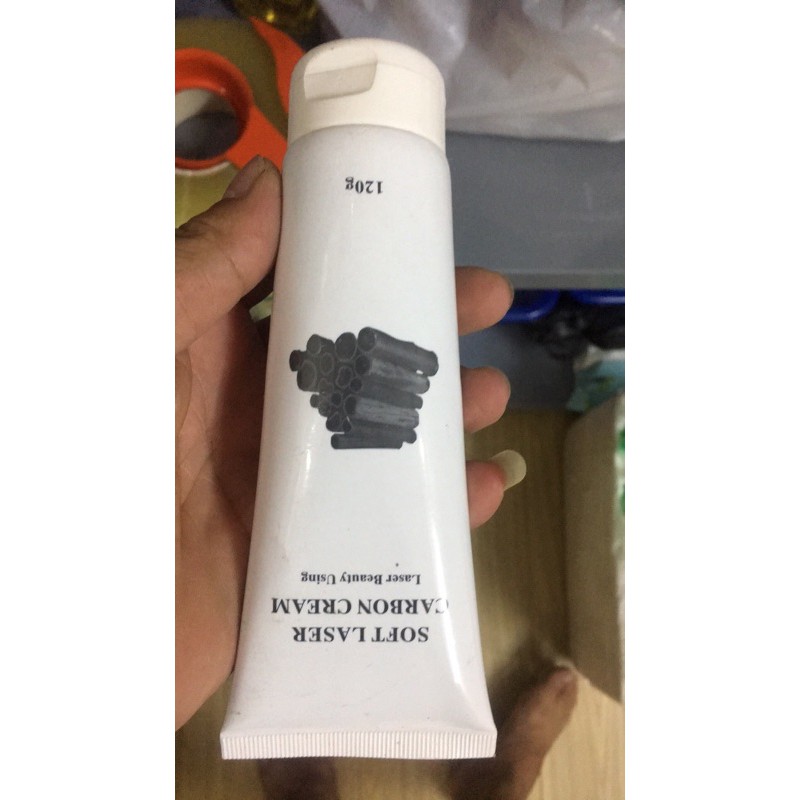 SOFT LASER
CARBON CREAM
Laser Beauty Using
120g